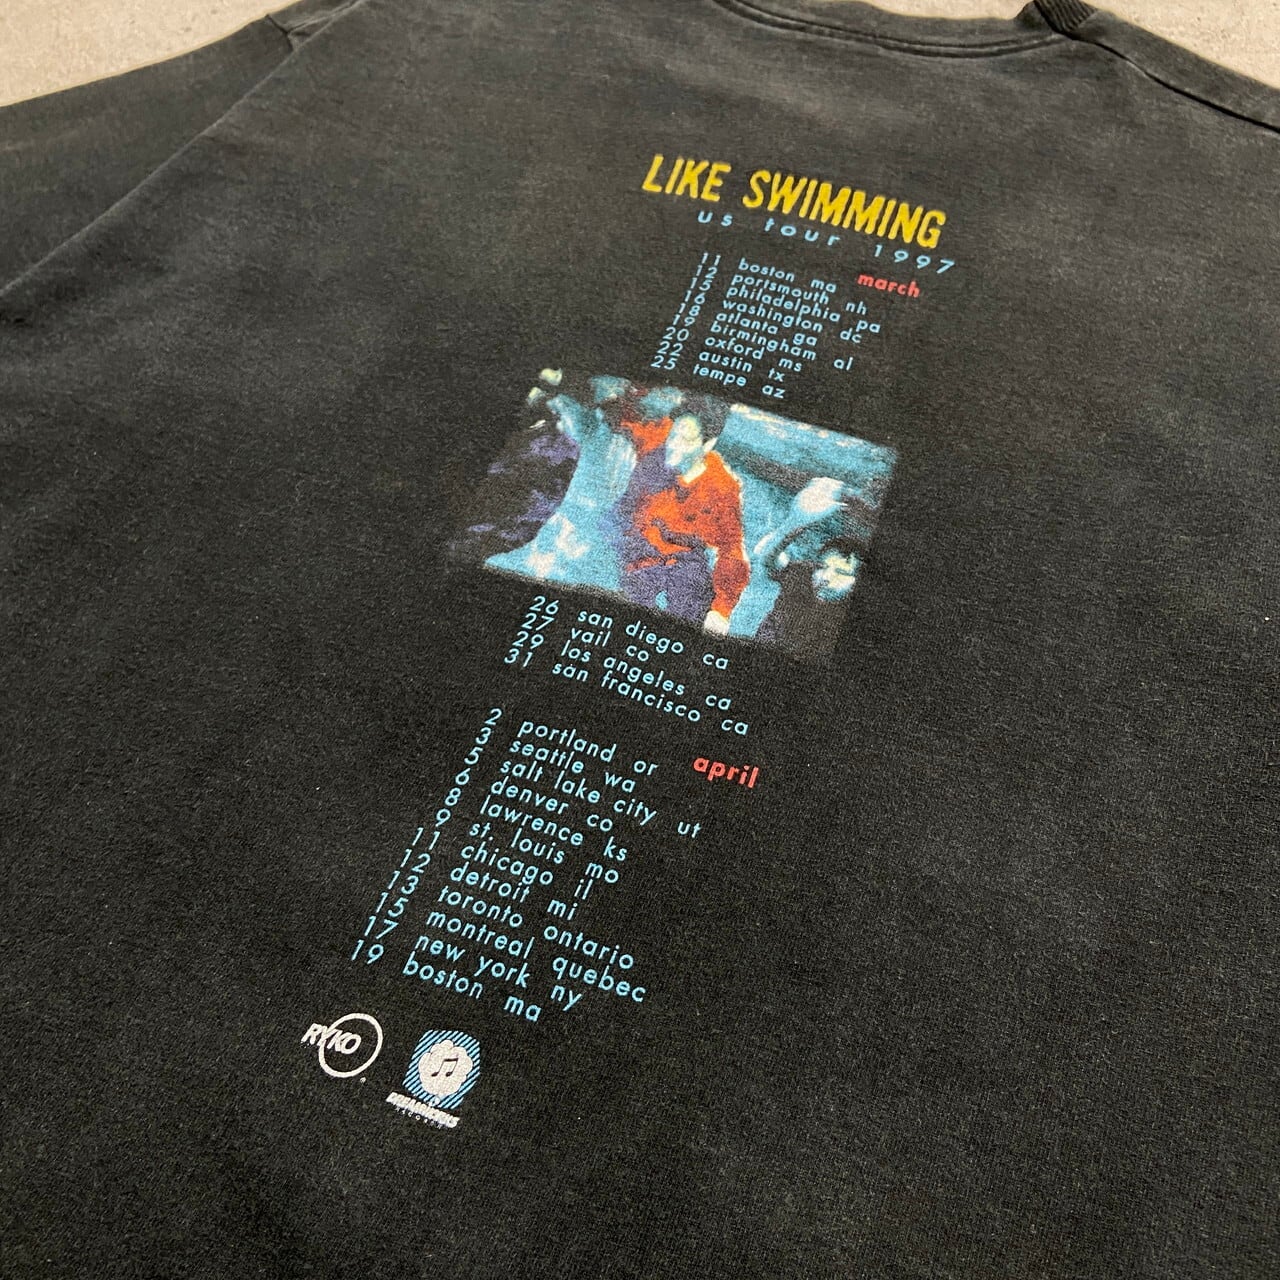 LIKE SWIMMING
us tour 1997
11 boston ma march
12 portsmouth nh
15 philadelphia pa
16 washington dc
18 atlanta ga
19 birmingham al
20 oxford ms
22 austin tx
25 tempe az
26 san diego ca
27 vail co
29 los angeles ca
31 san francisco ca
2 portland or april
3 seattle wa
5 salt lake city ut
6 denver co
8 lawrence ks
9 st. louis mo
11 chicago il
12 detroit mi
13 toronto ontario
15 montreal quebec
17 new york ny
19 boston ma
RYKO
DREAMWORKS
RECORDS